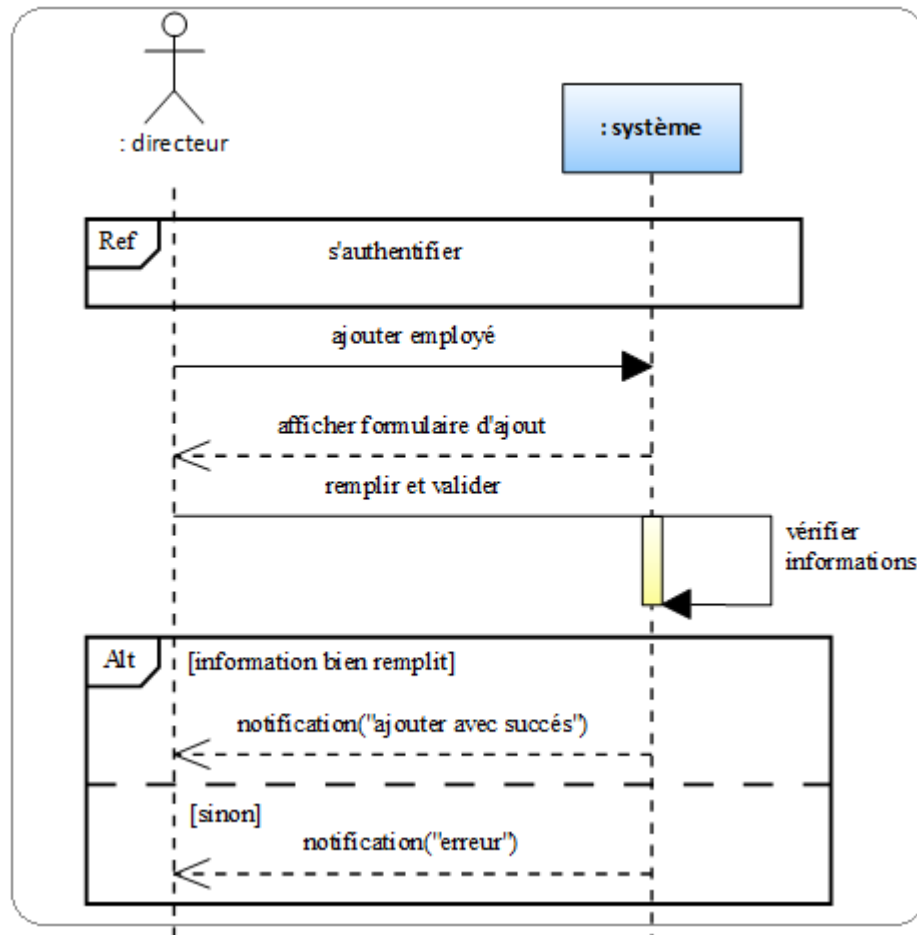 : directeur
: système
Ref
s'authentifier
ajouter employé
afficher formulaire d'ajout
remplir et valider
vérifier
informations
Alt
[information bien remplit]
notification("ajouter avec succés")
[sinon]
notification("erreur")